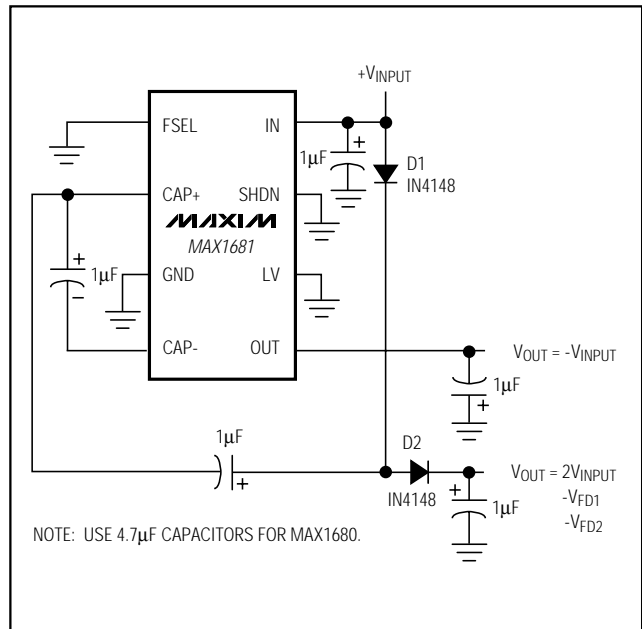 +VINPUT
FSEL IN
1µF + D1
IN4148
CAP+ SHDN
MAXIM
MAX1681
+ 1µF −
GND LV
CAP- OUT
VOUT = -VINPUT
1µF +
1µF +
D2
IN4148
+ 1µF
VOUT = 2VINPUT
-VFD1
-VFD2
NOTE: USE 4.7µF CAPACITORS FOR MAX1680.